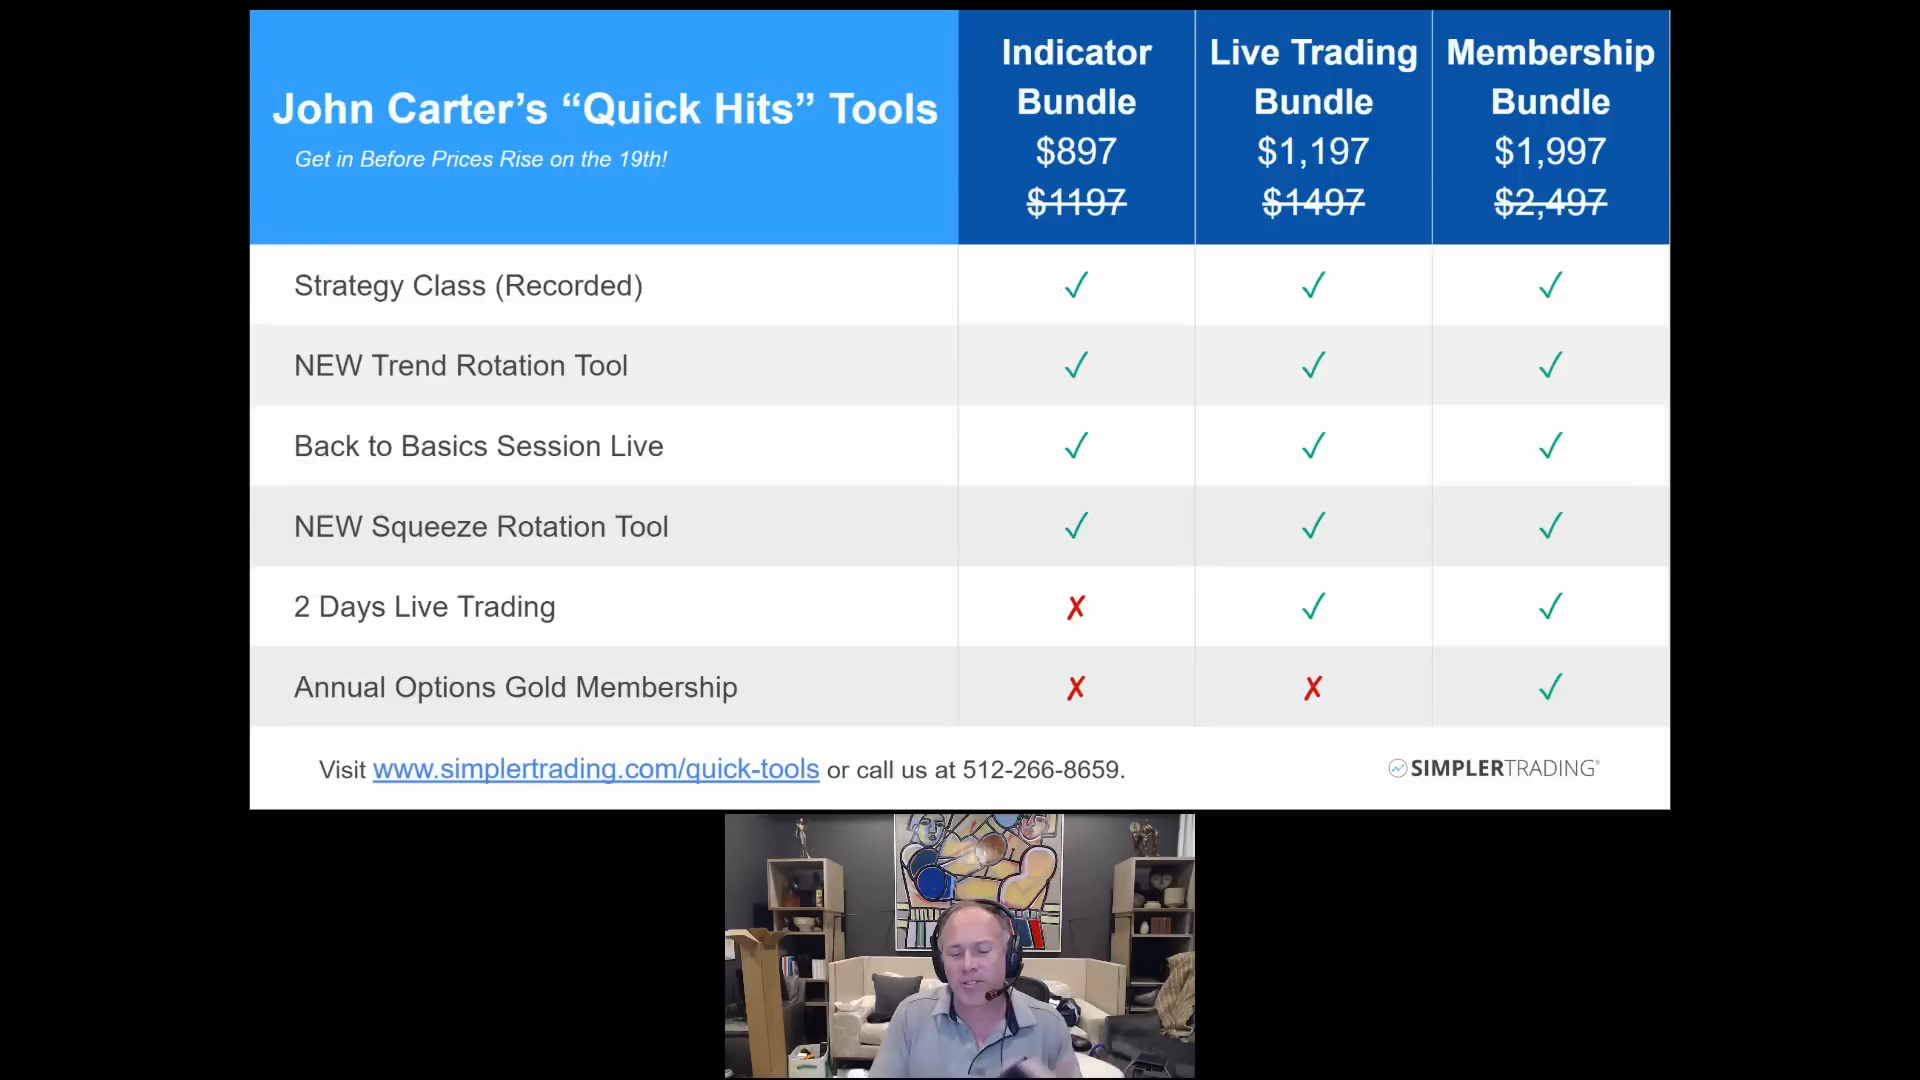 John Carter’s “Quick Hits” Tools
Get in Before Prices Rise on the 19th!
Indicator
Bundle
$897
$1197
Live Trading
Bundle
$1,197
$1497
Membership
Bundle
$1,997
$2,497
Strategy Class (Recorded) ✓ ✓ ✓
NEW Trend Rotation Tool ✓ ✓ ✓
Back to Basics Session Live ✓ ✓ ✓
NEW Squeeze Rotation Tool ✓ ✓ ✓
2 Days Live Trading ✗ ✓ ✓
Annual Options Gold Membership ✗ ✗ ✓
Visit www.simplertrading.com/quick-tools or call us at 512-266-8659.
SIMPLERTRADING®